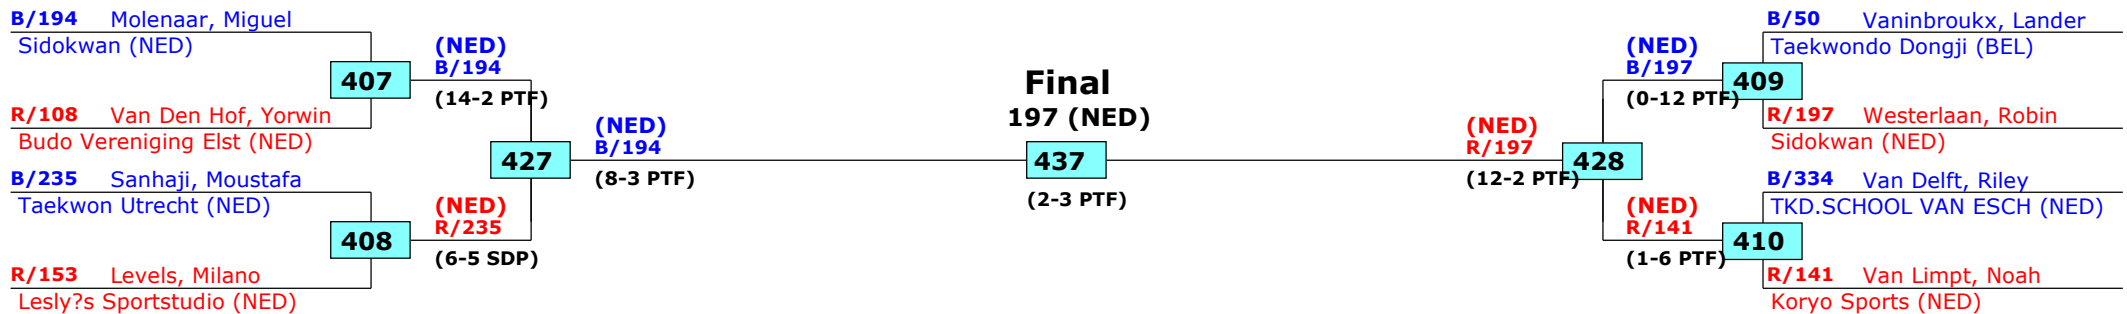 B/194 Molenaar, Miguel
Sidokwan (NED)
407
R/108 Van Den Hof, Yorwin
Budo Vereniging Elst (NED)
B/235 Sanhaji, Moustafa
Taekwon Utrecht (NED)
408
R/153 Levels, Milano
Lesly?s Sportstudio (NED)
(NED)
B/194
(14-2 PTF)
427
(NED)
R/235
(6-5 SDP)
(NED)
B/194
(8-3 PTF)
Final
197 (NED)
437
(2-3 PTF)
(NED)
R/197
(12-2 PTF)
428
(NED)
B/197
(0-12 PTF)
(NED)
R/141
(1-6 PTF)
B/50 Vaninbroukx, Lander
Taekwondo Dongji (BEL)
409
R/197 Westerlaan, Robin
Sidokwan (NED)
B/334 Van Delft, Riley
TKD.SCHOOL VAN ESCH (NED)
410
R/141 Van Limpt, Noah
Koryo Sports (NED)